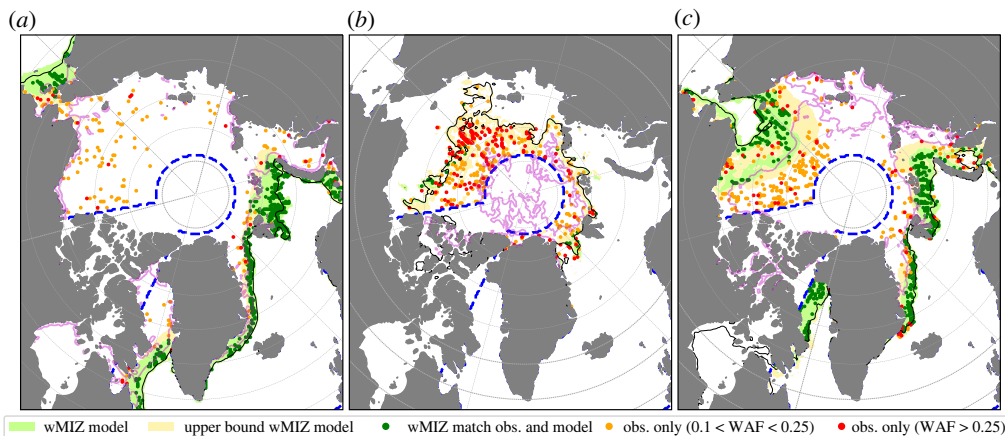 (a)
(b)
(c)
wMIZ model
upper bound wMIZ model
wMIZ match obs. and model
obs. only (0.1 < WAF < 0.25)
obs. only (WAF > 0.25)